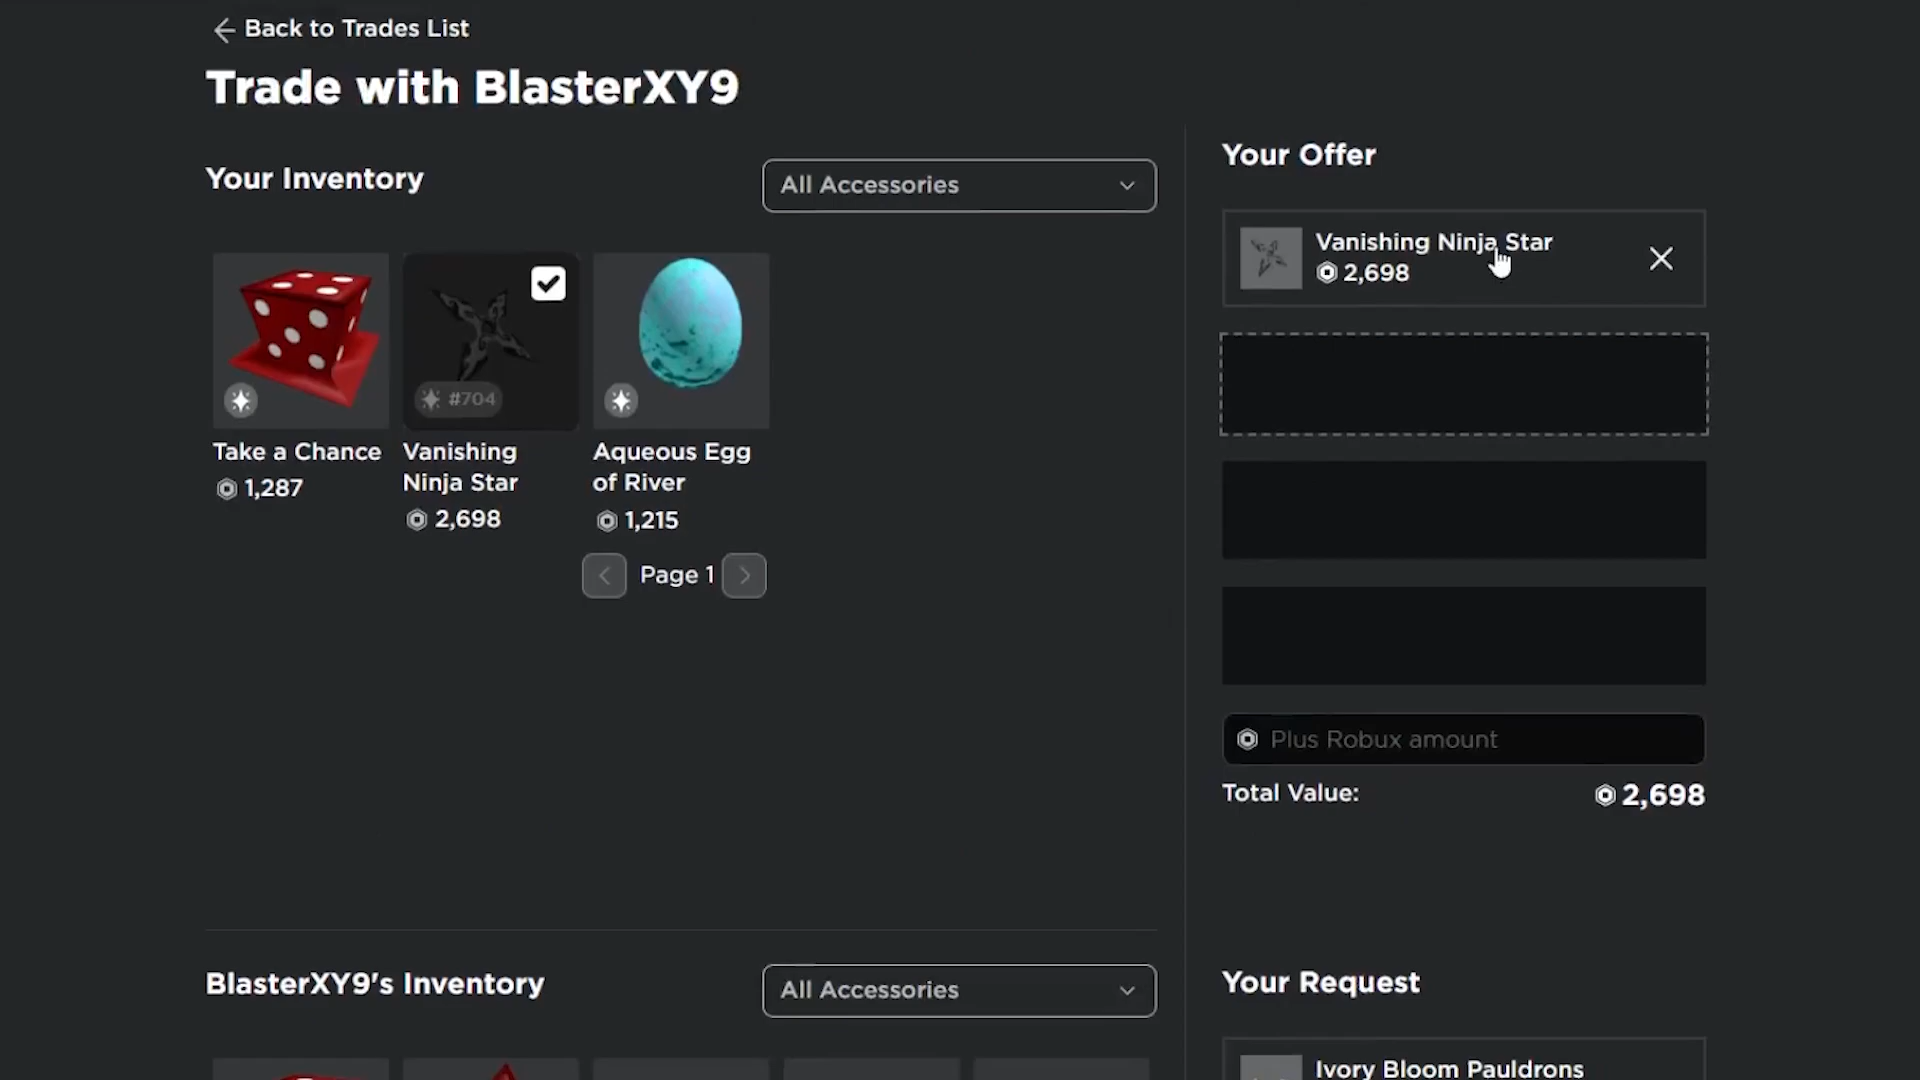 Back to Trades List
Trade with BlasterXY9
Your Inventory
All Accessories
#704
Take a Chance
1,287
Vanishing
Ninja Star
2,698
Aqueous Egg
of River
1,215
Page 1
Your Offer
Vanishing Ninja Star
2,698
Plus Robux amount
Total Value:
2,698
BlasterXY9's Inventory
All Accessories
Your Request
Ivory Bloom Pauldrons